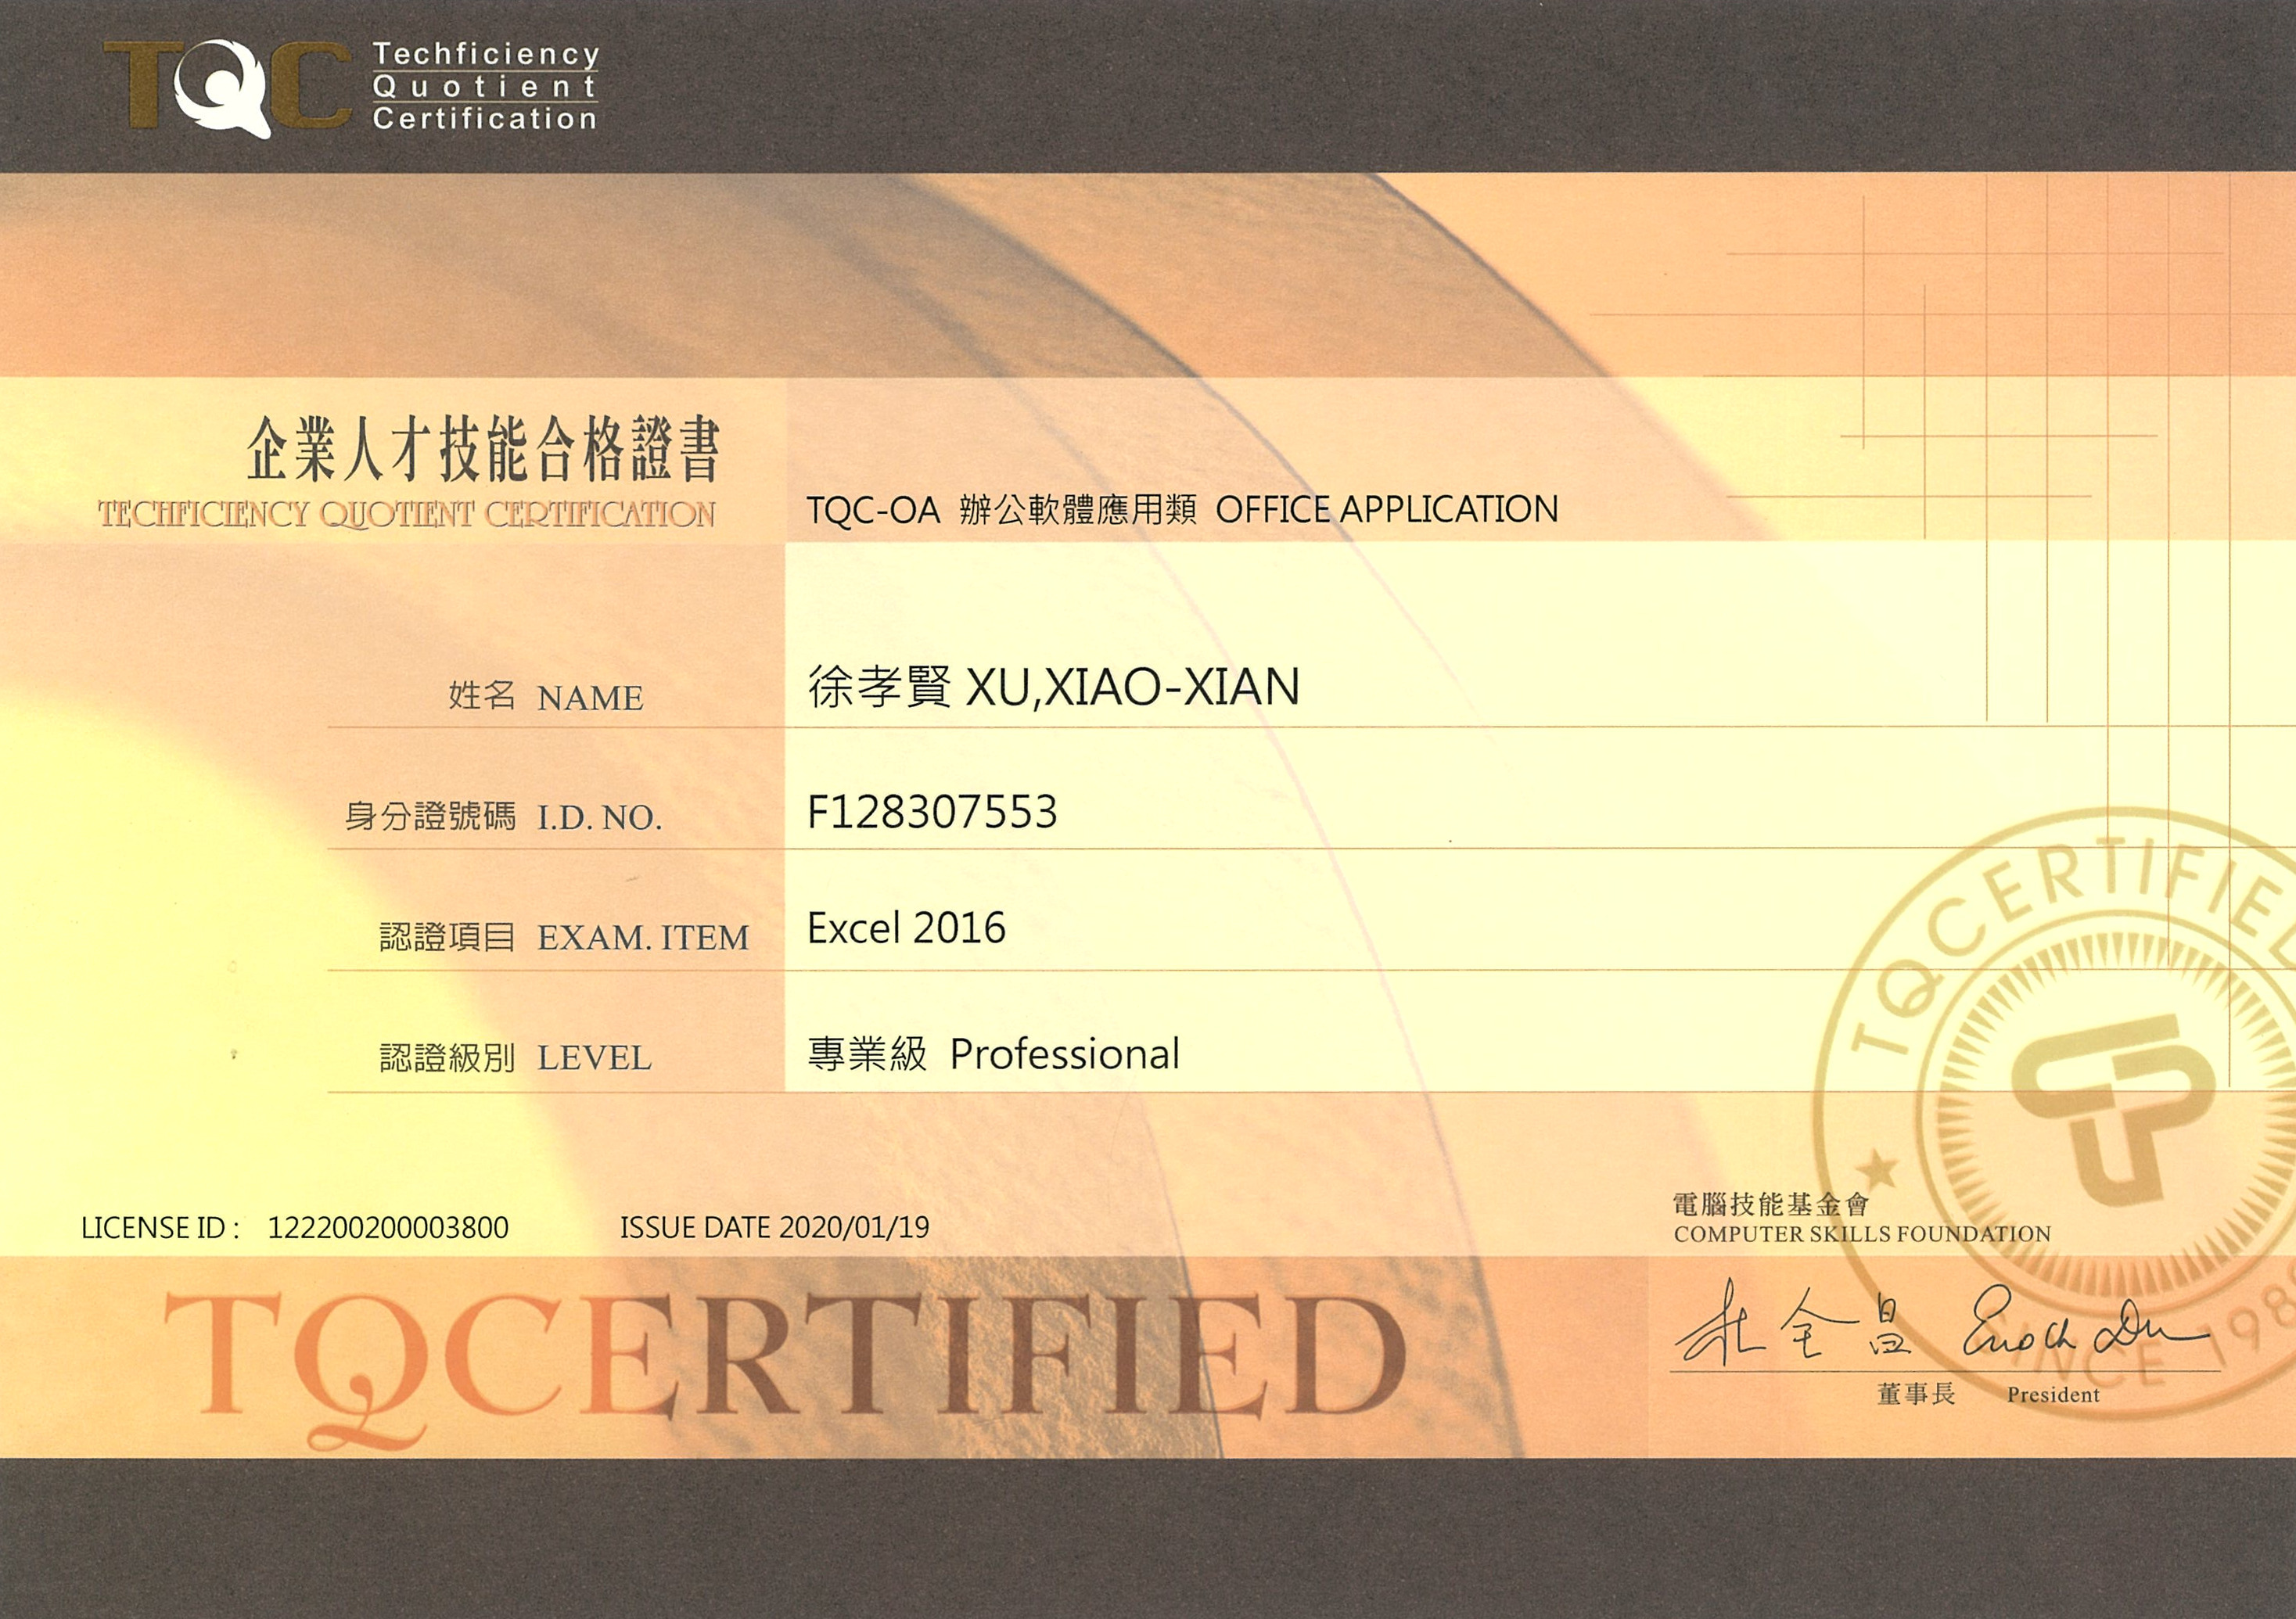 TQC
Techficiency
Quotient
Certification
企業人才技能合格證書
TECHFICIENCY QUOTIENT CERTIFICATION
TQC-OA 辦公軟體應用類 OFFICE APPLICATION
姓名 NAME 徐孝賢 XU,XIAO-XIAN
身分證號碼 I.D. NO. F128307553
認證項目 EXAM. ITEM Excel 2016
認證級別 LEVEL 專業級 Professional
TQCERTIFIED
SINCE 198
LICENSE ID : 122200200003800 ISSUE DATE 2020/01/19
電腦技能基金會
COMPUTER SKILLS FOUNDATION
TQCERTIFIED
杜全昌 Enoch Du
董事長 President